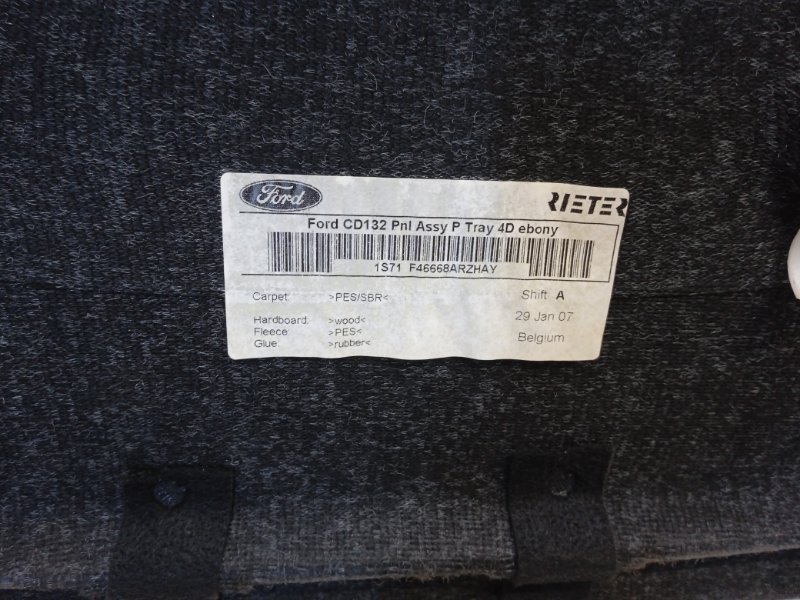 Ford
RIETER
Ford CD132 Pnl Assy P Tray 4D ebony
1S71 F46668ARZHAY
Carpet: >PES/SBR< Shift A
Hardboard: >wood< 29 Jan 07
Fleece: >PES< Belgium
Glue: >rubber<